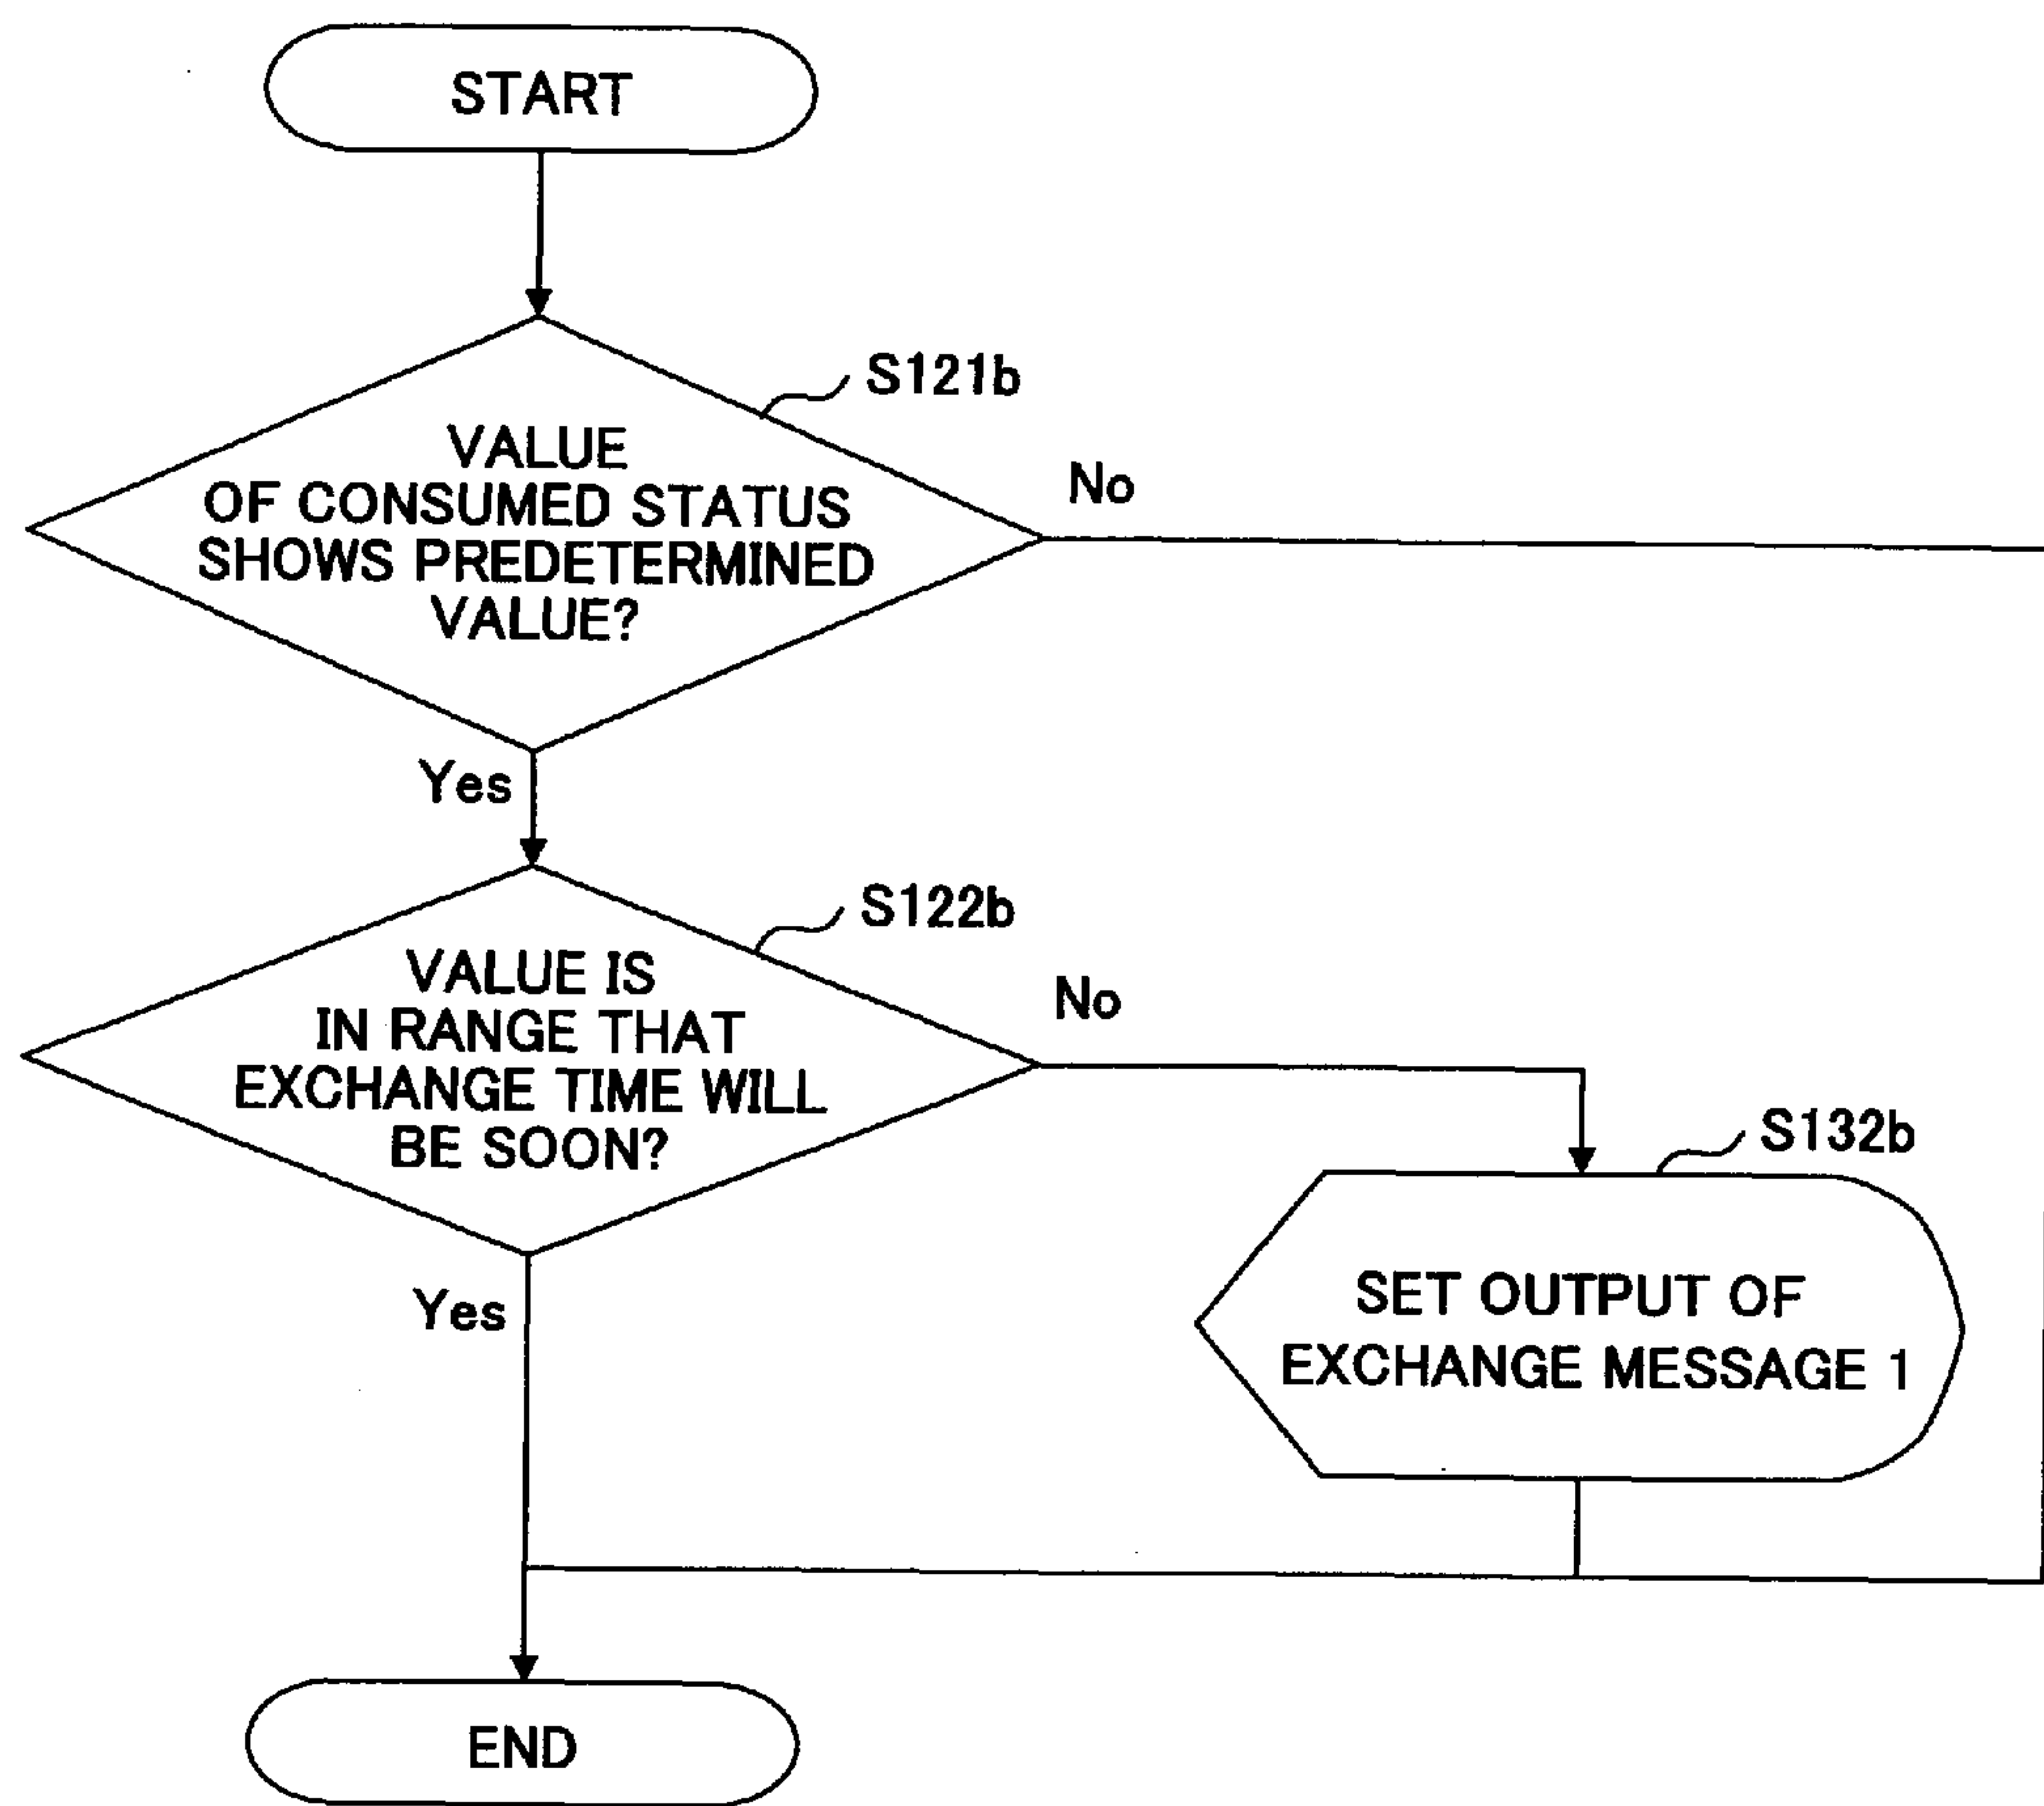 START
S121b
VALUE
OF CONSUMED STATUS
SHOWS PREDETERMINED
VALUE?
No
Yes
S122b
VALUE IS
IN RANGE THAT
EXCHANGE TIME WILL
BE SOON?
No
Yes
S132b
SET OUTPUT OF
EXCHANGE MESSAGE 1
END